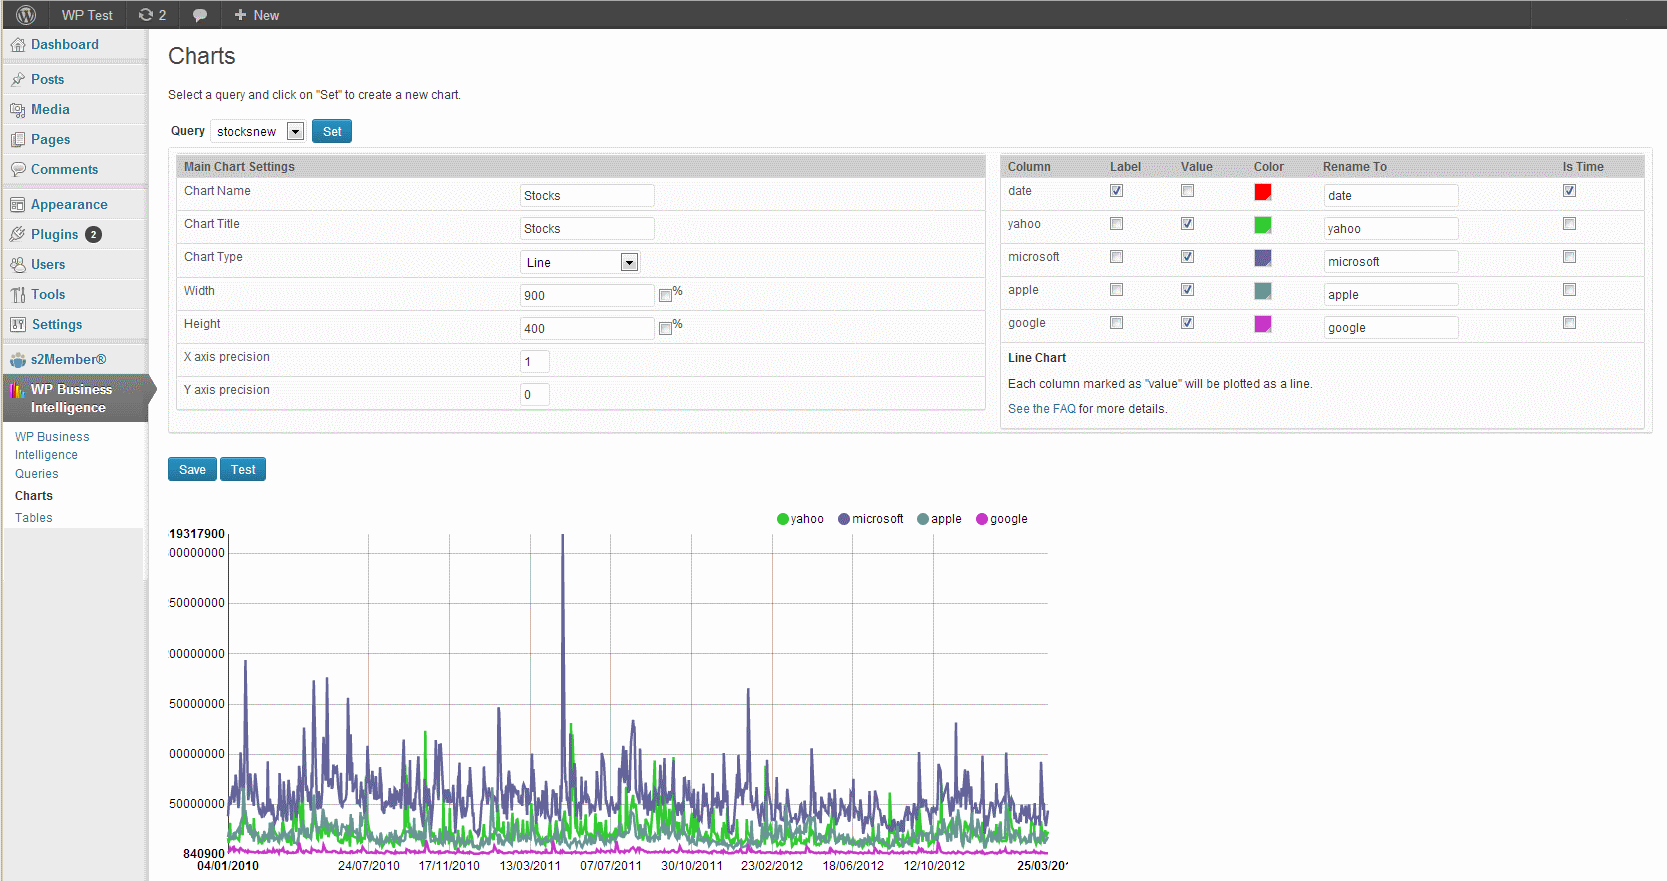 WP Test 2 + New
Dashboard
Posts
Media
Pages
Comments
Appearance
Plugins 2
Users
Tools
Settings
s2Member®
WP Business
Intelligence
WP Business
Intelligence
Queries
Charts
Tables
Charts
Select a query and click on "Set" to create a new chart.
Query stocksnew Set
Main Chart Settings
Chart Name Stocks
Chart Title Stocks
Chart Type Line
Width 900 %
Height 400 %
X axis precision 1
Y axis precision 0
Column Label Value Color Rename To Is Time
date date
yahoo yahoo
microsoft microsoft
apple apple
google google
Line Chart
Each column marked as "value" will be plotted as a line.
See the FAQ for more details.
Save Test
yahoo microsoft apple google
19317900
00000000
50000000
00000000
50000000
00000000
50000000
840900
04/01/2010 24/07/2010 17/11/2010 13/03/2011 07/07/2011 30/10/2011 23/02/2012 18/06/2012 12/10/2012 25/03/20